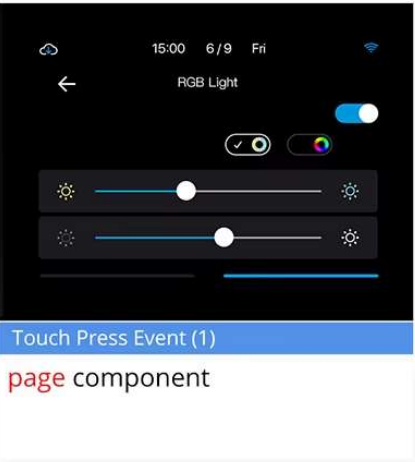 15:00 6/9 Fri
RGB Light
Touch Press Event (1)
page component